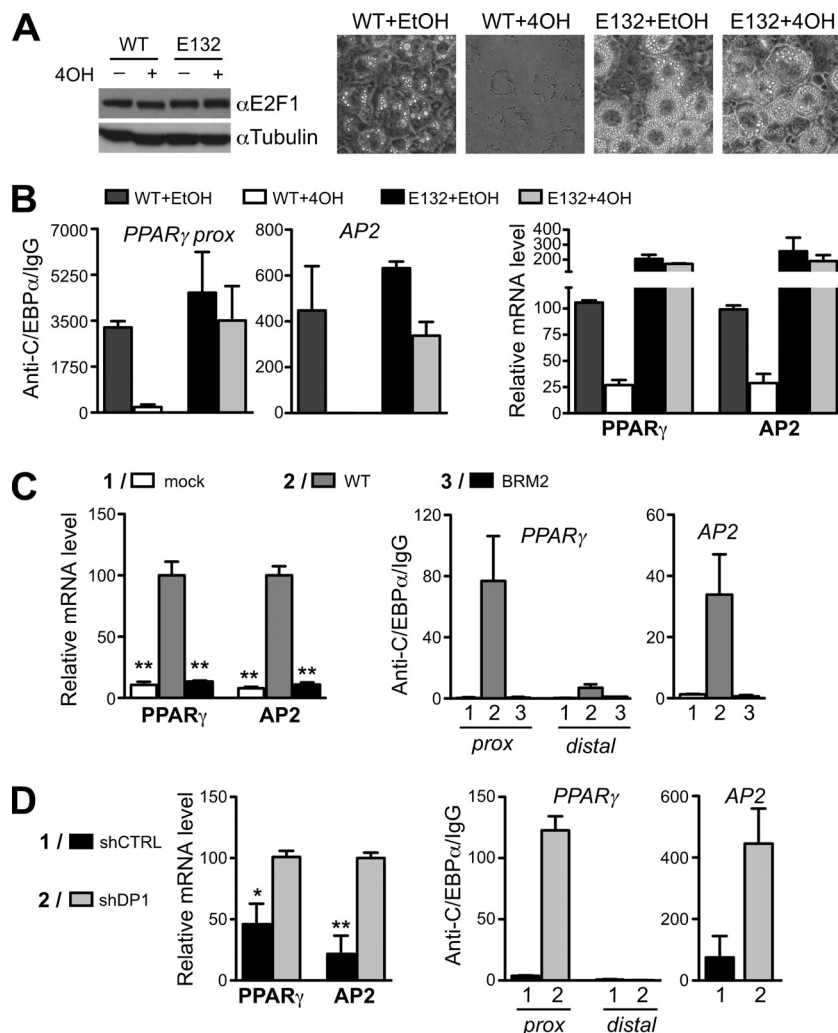 A
WT E132
4OH – + – +
αE2F1
αTubulin
WT+EtOH WT+4OH E132+EtOH E132+4OH
B
WT+EtOH WT+4OH E132+EtOH E132+4OH
Anti-C/EBPα/IgG
7000
5250
3500
1750
0
PPARγ prox
800
600
400
200
0
AP2
Relative mRNA level
400
300
200
100
75
50
25
0
PPARγ AP2
C
1 / mock 2 / WT 3 / BRM2
Relative mRNA level
150
100
50
0
** ** ** **
PPARγ AP2
Anti-C/EBPα/IgG
120
80
40
0
PPARγ
1 2 3 1 2 3
prox distal
60
40
20
0
AP2
1 2 3
D
1 / shCTRL
2 / shDP1
Relative mRNA level
150
100
50
0
* **
PPARγ AP2
Anti-C/EBPα/IgG
150
100
50
0
PPARγ
1 2 1 2
prox distal
600
400
200
0
AP2
1 2